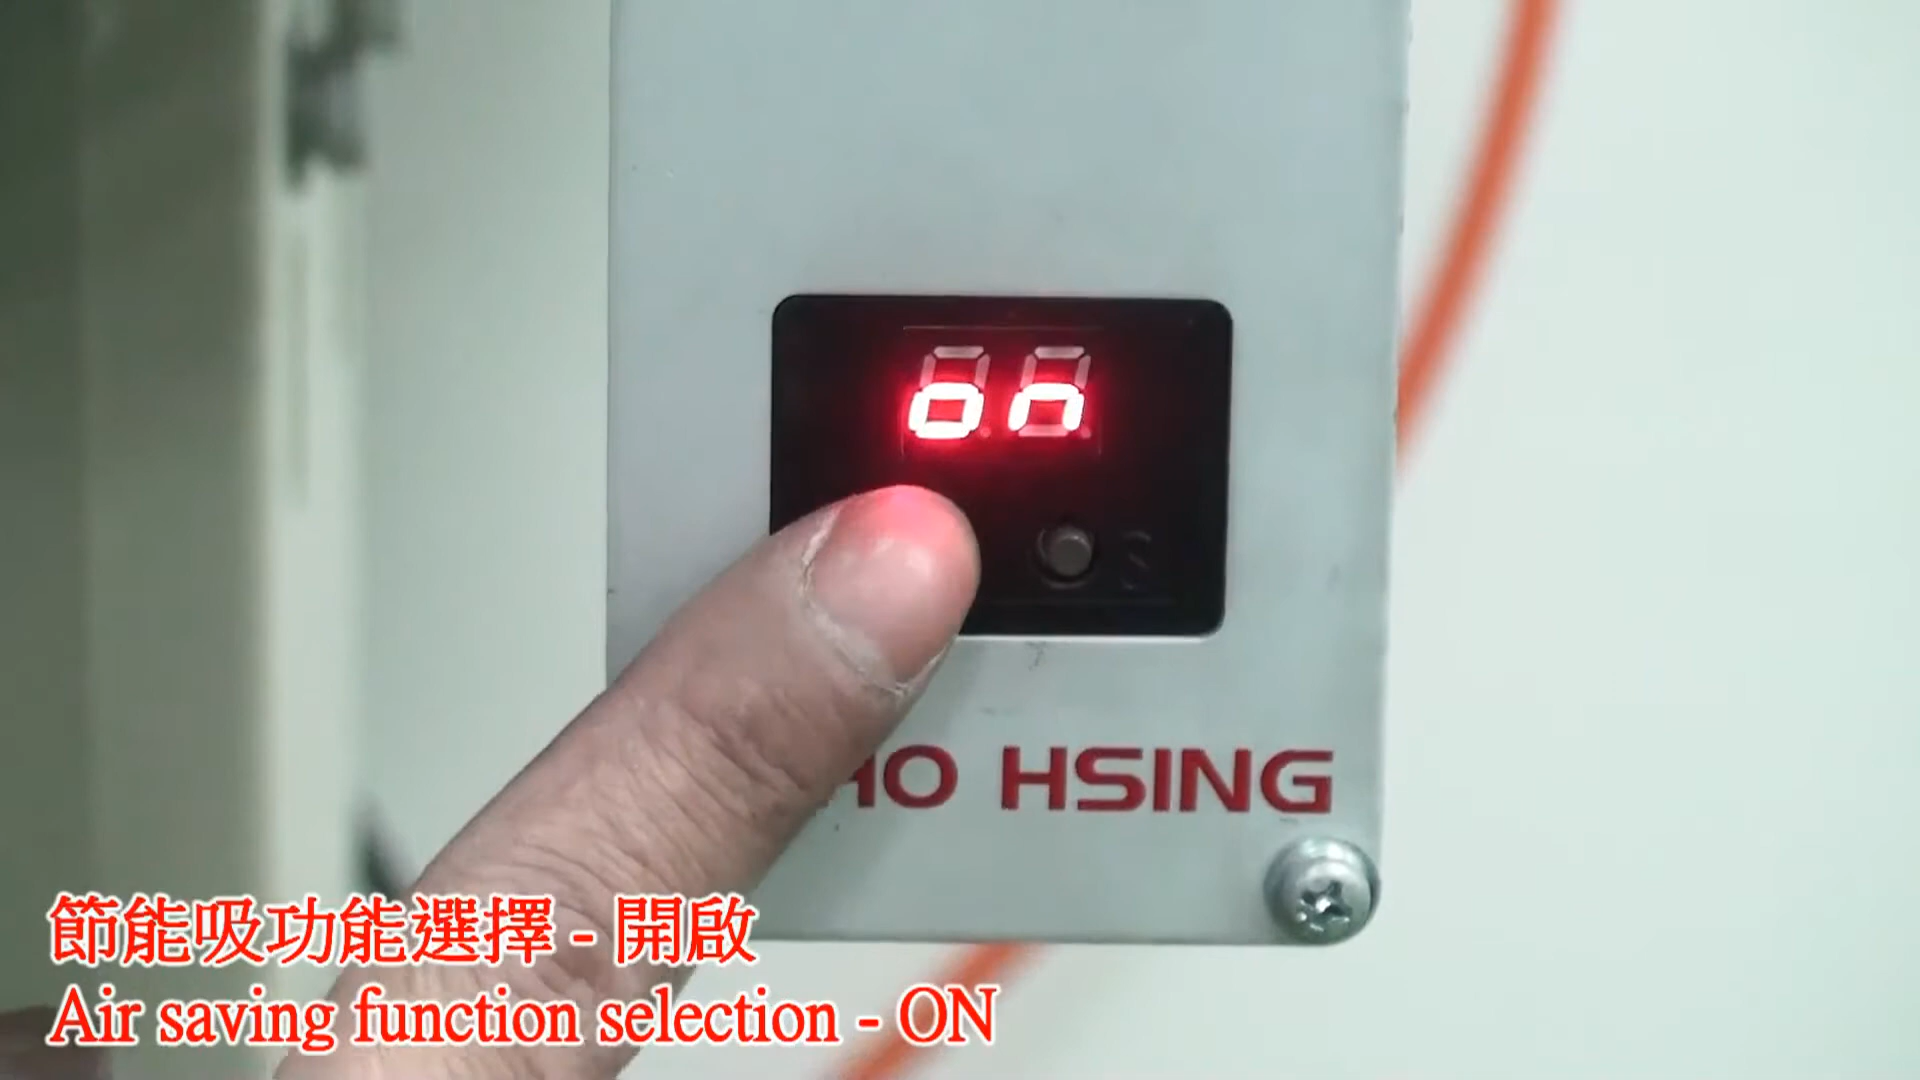 on
S
HO HSING
節能吸功能選擇 - 開啟
Air saving function selection - ON